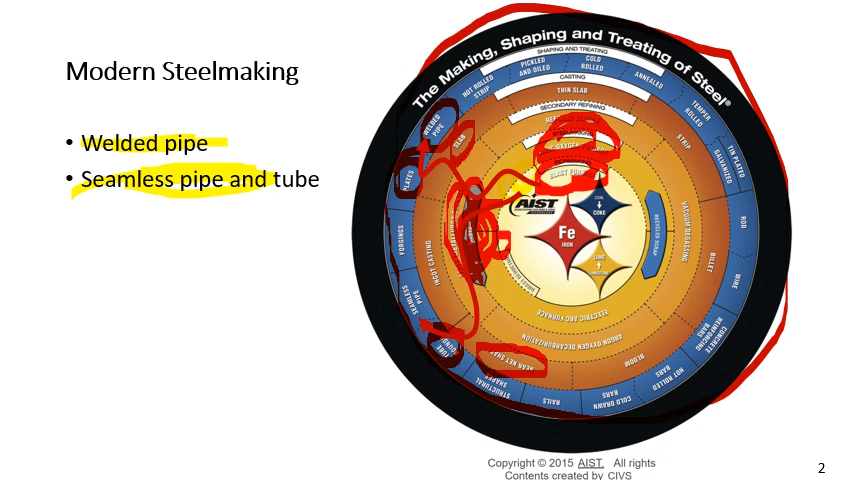 Modern Steelmaking
• Welded pipe
• Seamless pipe and tube
The Making, Shaping and Treating of Steel®
SHAPING AND TREATING
HOT ROLLED
STRIP
PICKLED
AND OILED
COLD
ROLLED
ANNEALED
TEMPER
ROLLED
TIN PLATED
GALVANIZED
ROD
WIRE
CONCRETE
REINFORCING
BARS
HOT ROLLED
BARS
COLD DRAWN
BARS
RAILS
STRUCTURAL
SHAPES
SEAMLESS
PIPE
FORGINGS
PLATES
WELDED
PIPE
CASTING
THIN SLAB
STRIP
BILLET
BLOOM
NEAR NET
INGOT CASTING
SLAB
SECONDARY REFINING
VACUUM DEGASSING
ARGON OXYGEN DECARBURIZATION
ELECTRIC ARC FURNACE
BLAST
RECYCLED SCRAP
AIST
Fe
IRON
COAL
COKE
LIME
Copyright © 2015 AIST. All rights
Contents created by CIVS
2